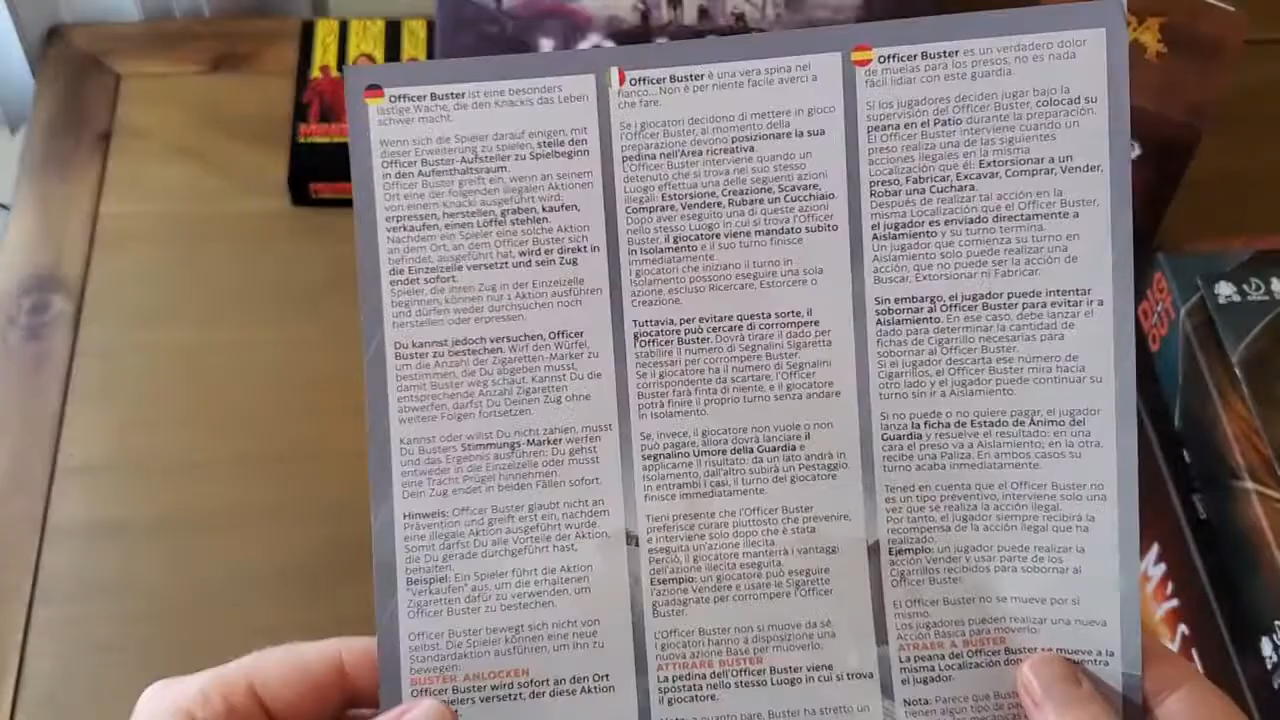 Officer Buster ist eine besonders
lästige Wache, die den Knackis das Leben
schwer macht.
Wenn sich die Spieler darauf einigen, mit
dieser Erweiterung zu spielen, stelle den
Officer Buster-Aufsteller zu Spielbeginn
in den Aufenthaltsraum.
Officer Buster greift ein, wenn an seinem
Ort eine der folgenden illegalen Aktionen
von einem Knacki ausgeführt wird:
erpressen, herstellen, graben, kaufen,
verkaufen, einen Löffel stehlen.
Nachdem ein Spieler eine solche Aktion
an dem Ort, an dem Officer Buster sich
befindet, ausgeführt hat, wird er direkt in
die Einzelzelle versetzt und sein Zug
endet sofort.
Spieler, die ihren Zug in der Einzelzelle
beginnen, können nur 1 Aktion ausführen
und dürfen weder durchsuchen noch
herstellen oder erpressen.
Du kannst jedoch versuchen, Officer
Buster zu bestechen. Wirf den Würfel,
um die Anzahl der Zigaretten-Marker zu
bestimmen, die Du abgeben musst,
damit Buster weg schaut. Kannst Du die
entsprechende Anzahl Zigaretten
abwerfen, darfst Du Deinen Zug ohne
weitere Folgen fortsetzen.
Kannst oder willst Du nicht zahlen, musst
Du Busters Stimmungs-Marker werfen
und das Ergebnis ausführen: Du gehst
entweder in die Einzelzelle oder musst
eine Tracht Prügel hinnehmen.
Dein Zug endet in beiden Fällen sofort.
Hinweis: Officer Buster glaubt nicht an
Prävention und greift erst ein, nachdem
eine illegale Aktion ausgeführt wurde.
Somit darfst Du alle Vorteile der Aktion,
die Du gerade durchgeführt hast,
behalten.
Beispiel: Ein Spieler führt die Aktion
"Verkaufen" aus, um die erhaltenen
Zigaretten dafür zu verwenden, um
Officer Buster zu bestechen.
Officer Buster bewegt sich nicht von
selbst. Die Spieler können eine neue
Standardaktion ausführen, um ihn zu
bewegen:
BUSTER ANLOCKEN
Officer Buster wird sofort an den Ort
spielers versetzt, der diese Aktion
Officer Buster è una vera spina nel
fianco... Non è per niente facile averci a
che fare.
Se i giocatori decidono di mettere in gioco
l'Officer Buster, al momento della
preparazione devono posizionare la sua
pedina nell'Area ricreativa.
L'Officer Buster interviene quando un
detenuto che si trova nel suo stesso
Luogo effettua una delle seguenti azioni
illegali: Estorsione, Creazione, Scavare,
Comprare, Vendere, Rubare un Cucchiaio.
Dopo aver eseguito una di queste azioni
nello stesso Luogo in cui si trova l'Officer
Buster, il giocatore viene mandato subito
in Isolamento e il suo turno finisce
immediatamente.
I giocatori che iniziano il turno in
Isolamento possono eseguire una sola
azione, escluso Ricercare, Estorcere o
Creazione.
Tuttavia, per evitare questa sorte, il
giocatore può cercare di corrompere
l'Officer Buster. Dovrà tirare il dado per
stabilire il numero di Segnalini Sigaretta
necessari per corrompere Buster.
Se il giocatore ha il numero di Segnalini
corrispondente da scartare, l'Officer
Buster farà finta di niente, e il giocatore
potrà finire il proprio turno senza andare
in Isolamento.
Se, invece, il giocatore non vuole o non
può pagare, allora dovrà lanciare il
segnalino Umore della Guardia e
applicarne il risultato: da un lato andrà in
Isolamento, dall'altro subirà un Pestaggio.
In entrambi i casi, il turno del giocatore
finisce immediatamente.
Tieni presente che l'Officer Buster
preferisce curare piuttosto che prevenire,
e interviene solo dopo che è stata
eseguita un'azione illecita.
Perciò, il giocatore manterrà i vantaggi
dell'azione illecita eseguita.
Esempio: un giocatore può eseguire
l'azione Vendere e usare le Sigarette
guadagnate per corrompere l'Officer
Buster.
L'Officer Buster non si muove da sé.
I giocatori hanno a disposizione una
nuova azione Base per muoverlo:
ATTIRARE BUSTER
La pedina dell'Officer Buster viene
spostata nello stesso Luogo in cui si trova
il giocatore.
a quanto pare, Buster ha stretto un
Officer Buster es un verdadero dolor
de muelas para los presos, no es nada
fácil lidiar con este guardia.
Si los jugadores deciden jugar bajo la
supervisión del Officer Buster, colocad su
peana en el Patio durante la preparación.
El Officer Buster interviene cuando un
preso realiza una de las siguientes
acciones ilegales en la misma
Localización que él: Extorsionar a un
preso, Fabricar, Excavar, Comprar, Vender,
Robar una Cuchara.
Después de realizar tal acción en la
misma Localización que el Officer Buster,
el jugador es enviado directamente a
Aislamiento y su turno termina.
Un jugador que comienza su turno en
Aislamiento solo puede realizar una
acción, que no puede ser la acción de
Buscar, Extorsionar ni Fabricar.
Sin embargo, el jugador puede intentar
sobornar al Officer Buster para evitar ir a
Aislamiento. En ese caso, debe lanzar el
dado para determinar la cantidad de
fichas de Cigarrillo necesarias para
sobornar al Officer Buster.
Si el jugador descarta ese número de
Cigarrillos, el Officer Buster mira hacia
otro lado y el jugador puede continuar su
turno sin ir a Aislamiento.
Si no puede o no quiere pagar, el jugador
lanza la ficha de Estado de Ánimo del
Guardia y resuelve el resultado: en una
cara el preso va a Aislamiento; en la otra,
recibe una Paliza. En ambos casos su
turno acaba inmediatamente.
Tened en cuenta que el Officer Buster no
es un tipo preventivo, interviene solo una
vez que se realiza la acción ilegal.
Por tanto, el jugador siempre recibirá la
recompensa de la acción ilegal que ha
realizado.
Ejemplo: un jugador puede realizar la
acción Vender y usar parte de los
Cigarrillos recibidos para sobornar al
Officer Buster.
El Officer Buster no se mueve por sí
mismo.
Los jugadores pueden realizar una nueva
Acción Básica para moverlo:
ATRAER A BUSTER
La peana del Officer Buster se mueve a la
misma Localización
el jugador.
Nota: Parece que
tienen algún tipo de
DIG
OUT